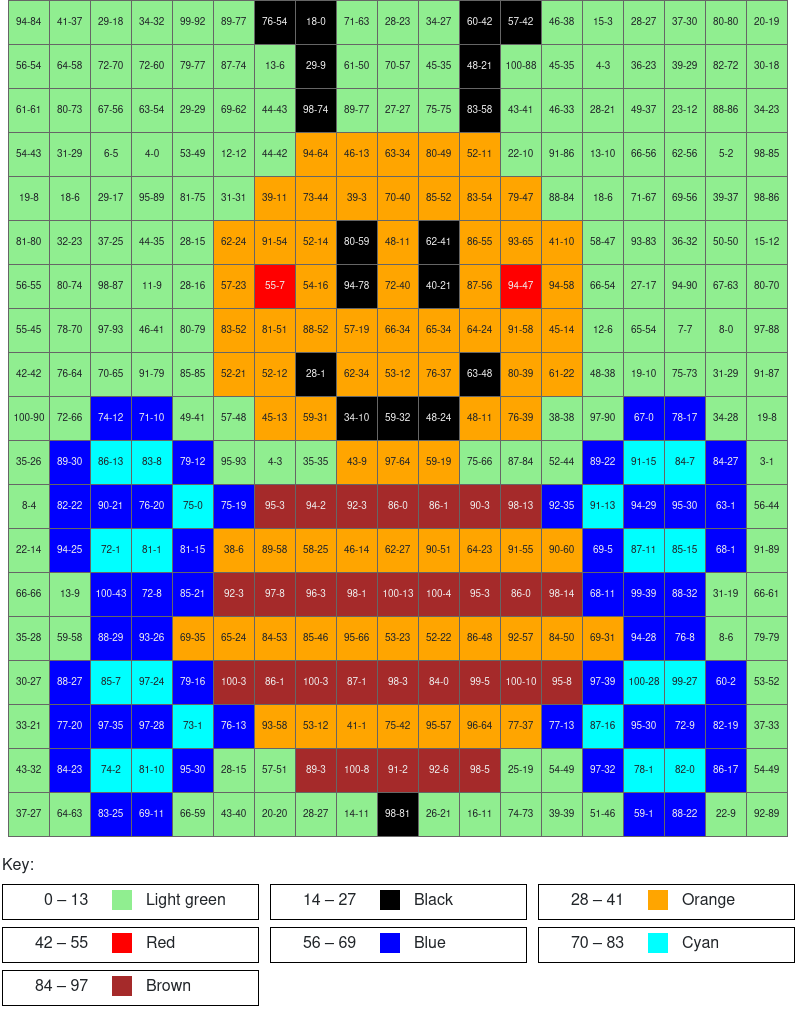 94-84 41-37 29-18 34-32 99-92 89-77 76-54 18-0 71-63 28-23 34-27 60-42 57-42 46-38 15-3 28-27 37-30 80-80 20-19
56-54 64-58 72-70 72-60 79-77 87-74 13-6 29-9 61-50 70-57 45-35 48-21 100-88 45-35 4-3 36-23 39-29 82-72 30-18
61-61 80-73 67-56 63-54 29-29 69-62 44-43 98-74 89-77 27-27 75-75 83-58 43-41 46-33 28-21 49-37 23-12 88-86 34-23
54-43 31-29 6-5 4-0 53-49 12-12 44-42 94-64 46-13 63-34 80-49 52-11 22-10 91-86 13-10 66-56 62-56 5-2 98-85
19-8 18-6 29-17 95-89 81-75 31-31 39-11 73-44 39-3 70-40 85-52 83-54 79-47 88-84 18-6 71-67 69-56 39-37 98-86
81-80 32-23 37-25 44-35 28-15 62-24 91-54 52-14 80-59 48-11 62-41 86-55 93-65 41-10 58-47 93-83 36-32 50-50 15-12
56-55 80-74 98-87 11-9 28-16 57-23 55-7 54-16 94-78 72-40 40-21 87-56 94-47 94-58 66-54 27-17 94-90 67-63 80-70
55-45 78-70 97-93 46-41 80-79 83-52 81-51 88-52 57-19 66-34 65-34 64-24 91-58 45-14 12-6 65-54 7-7 8-0 97-88
42-42 76-64 70-65 91-79 85-85 52-21 52-12 28-1 62-34 53-12 76-37 63-48 80-39 61-22 48-38 19-10 75-73 31-29 91-87
100-90 72-66 74-12 71-10 49-41 57-48 45-13 59-31 34-10 59-32 48-24 48-11 76-39 38-38 97-90 67-0 78-17 34-28 19-8
35-26 89-30 86-13 83-8 79-12 95-93 4-3 35-35 43-9 97-64 59-19 75-66 87-84 52-44 89-22 91-15 84-7 84-27 3-1
8-4 82-22 90-21 76-20 75-0 75-19 95-3 94-2 92-3 86-0 86-1 90-3 98-13 92-35 91-13 94-29 95-30 63-1 56-44
22-14 94-25 72-1 81-1 81-15 38-6 89-58 58-25 46-14 62-27 90-51 64-23 91-55 90-60 69-5 87-11 85-15 68-1 91-89
66-66 13-9 100-43 72-8 85-21 92-3 97-8 96-3 98-1 100-13 100-4 95-3 86-0 98-14 68-11 99-39 88-32 31-19 66-61
35-28 59-58 88-29 93-26 69-35 65-24 84-53 85-46 95-66 53-23 52-22 86-48 92-57 84-50 69-31 94-28 76-8 8-6 79-79
30-27 88-27 85-7 97-24 79-16 100-3 86-1 100-3 87-1 98-3 84-0 99-5 100-10 95-8 97-39 100-28 99-27 60-2 53-52
33-21 77-20 97-35 97-28 73-1 76-13 93-58 53-12 41-1 75-42 95-57 96-64 77-37 77-13 87-16 95-30 72-9 82-19 37-33
43-32 84-23 74-2 81-10 95-30 28-15 57-51 89-3 100-8 91-2 92-6 98-5 25-19 54-49 97-32 78-1 82-0 86-17 54-49
37-27 64-63 83-25 69-11 66-59 43-40 20-20 28-27 14-11 98-81 26-21 16-11 74-73 39-39 51-46 59-1 88-22 22-9 92-89
Key:
0 – 13 Light green 14 – 27 Black 28 – 41 Orange
42 – 55 Red 56 – 69 Blue 70 – 83 Cyan
84 – 97 Brown